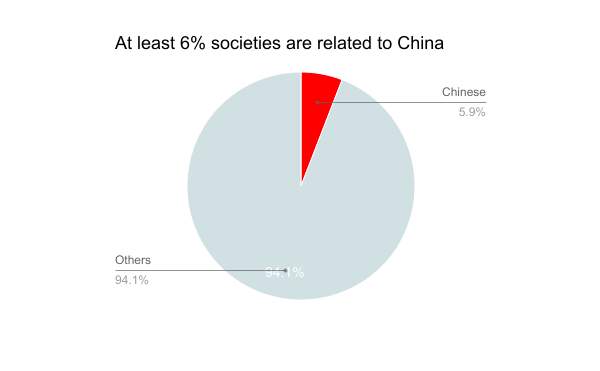 At least 6% societies are related to China
Chinese
5.9%
Others
94.1%
94.1%